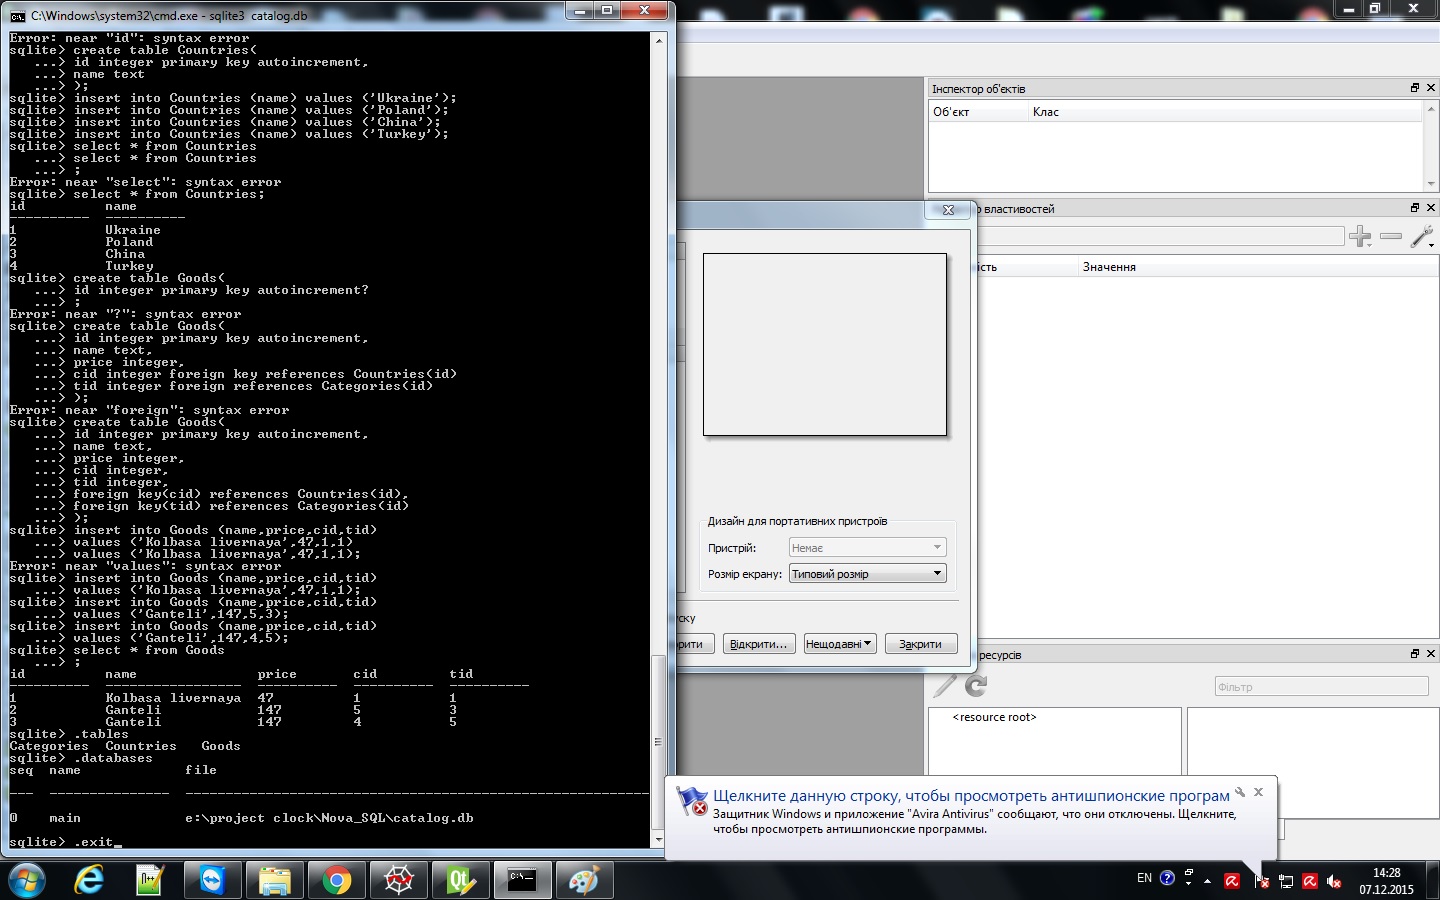 C:\Windows\system32\cmd.exe - sqlite3  catalog.db
Error: near "id": syntax error
sqlite> create table Countries(
   ...> id integer primary key autoincrement,
   ...> name text
   ...> );
sqlite> insert into Countries (name) values ('Ukraine');
sqlite> insert into Countries (name) values ('Poland');
sqlite> insert into Countries (name) values ('China');
sqlite> insert into Countries (name) values ('Turkey');
sqlite> select * from Countries
   ...> select * from Countries
   ...> ;
Error: near "select": syntax error
sqlite> select * from Countries;
id          name
----------  ----------
1           Ukraine
2           Poland
3           China
4           Turkey
sqlite> create table Goods(
   ...> id integer primary key autoincrement?
   ...> ;
Error: near "?": syntax error
sqlite> create table Goods(
   ...> id integer primary key autoincrement,
   ...> name text,
   ...> price integer,
   ...> cid integer foreign key references Countries(id)
   ...> tid integer foreign references Categories(id)
   ...> );
Error: near "foreign": syntax error
sqlite> create table Goods(
   ...> id integer primary key autoincrement,
   ...> name text,
   ...> price integer,
   ...> cid integer,
   ...> tid integer,
   ...> foreign key(cid) references Countries(id),
   ...> foreign key(tid) references Categories(id)
   ...> );
sqlite> insert into Goods (name,price,cid,tid)
   ...> values ('Kolbasa livernaya',47,1,1)
   ...> values ('Kolbasa livernaya',47,1,1);
Error: near "values": syntax error
sqlite> insert into Goods (name,price,cid,tid)
   ...> values ('Kolbasa livernaya',47,1,1);
sqlite> insert into Goods (name,price,cid,tid)
   ...> values ('Ganteli',147,5,3);
sqlite> insert into Goods (name,price,cid,tid)
   ...> values ('Ganteli',147,4,5);
sqlite> select * from Goods
   ...> ;
id          name               price       cid         tid
----------  -----------------  ----------  ----------  ----------
1           Kolbasa livernaya  47          1           1
2           Ganteli            147         5           3
3           Ganteli            147         4           5
sqlite> .tables
Categories  Countries   Goods
sqlite> .databases
seq  name             file
---  ---------------  ----------------------------------------------------------
0    main             e:\project clock\Nova_SQL\catalog.db
sqlite> .exit
Інспектор об'єктів
Об'єкт Клас
о властивостей
ість Значення
Дизайн для портативних пристроїв
Пристрій: Немає
Розмір екрану: Типовий розмір
уску
орити Відкрити... Нещодавні Закрити
ресурсів
Фільтр
<resource root>
Щелкните данную строку, чтобы просмотреть антишпионские програм
Защитник Windows и приложение "Avira Antivirus" сообщают, что они отключены. Щелкните,
чтобы просмотреть антишпионские программы.
EN
14:28
07.12.2015